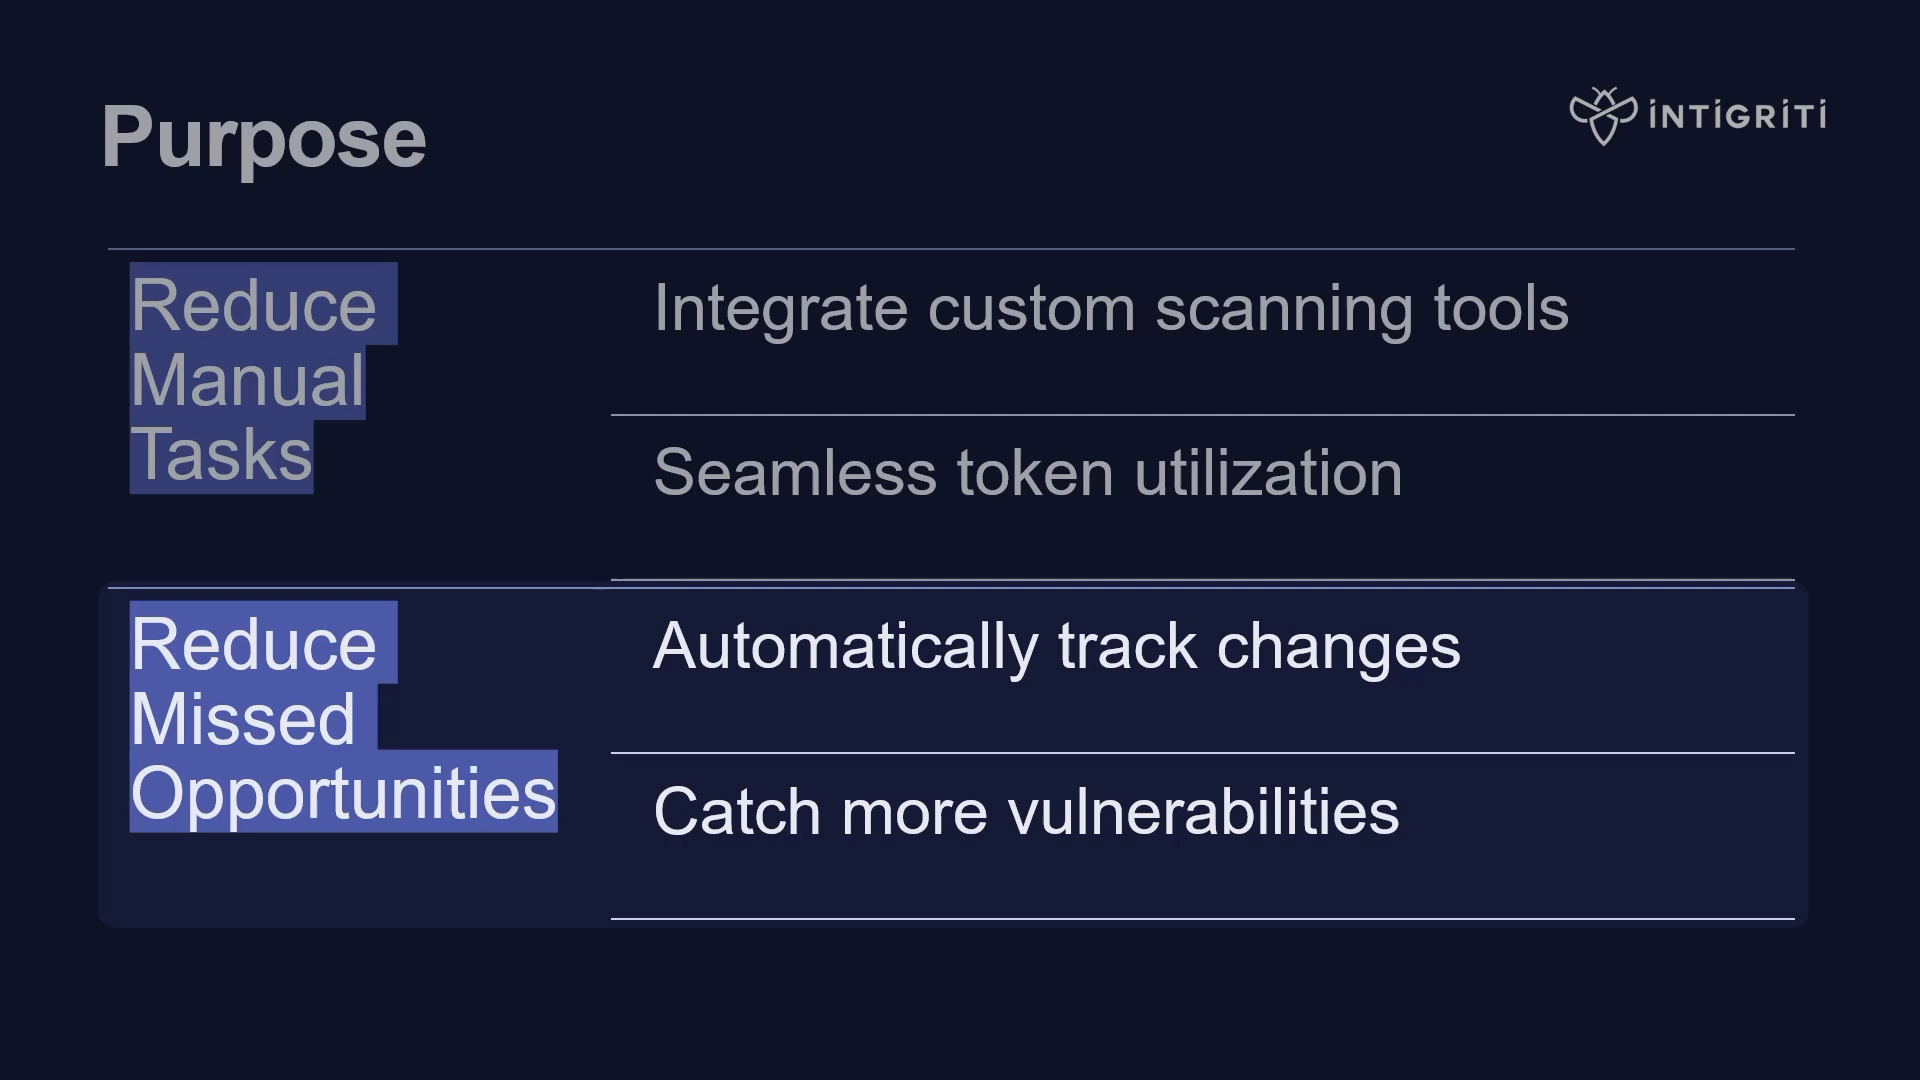 Purpose
INTIGRITI
Reduce
Manual
Tasks
Integrate custom scanning tools
Seamless token utilization
Reduce
Missed
Opportunities
Automatically track changes
Catch more vulnerabilities